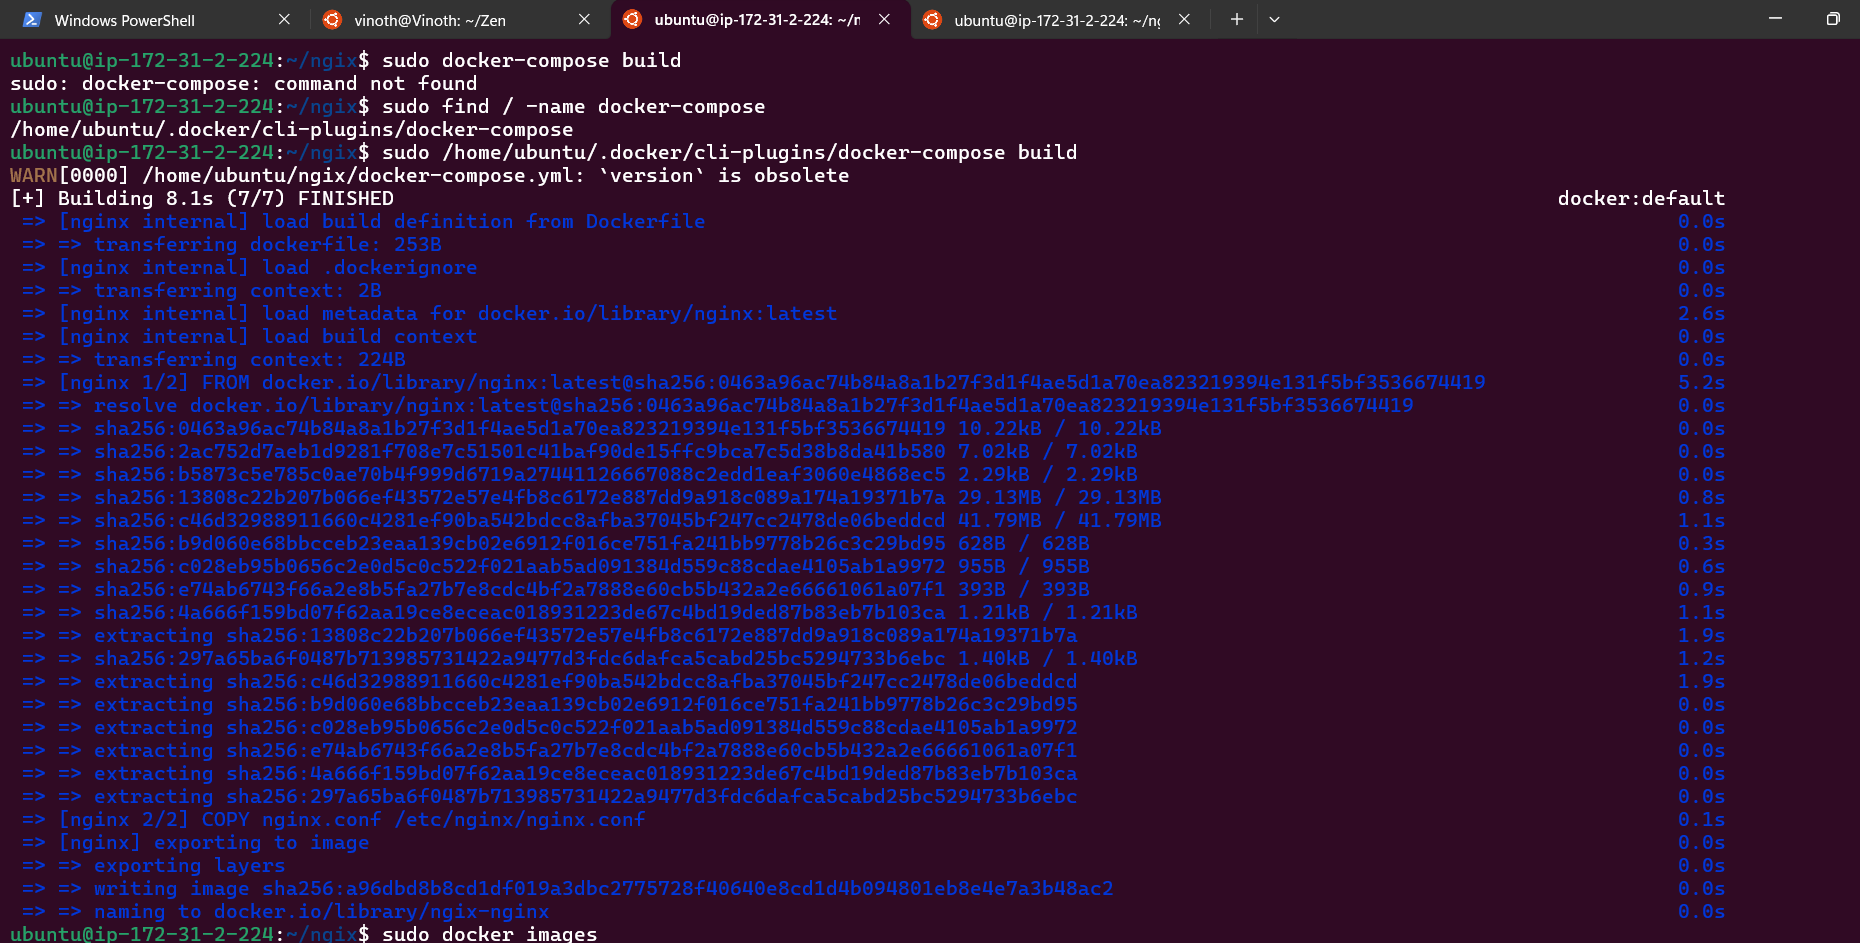 Windows PowerShell
vinoth@Vinoth: ~/Zen
ubuntu@ip-172-31-2-224: ~/n
ubuntu@ip-172-31-2-224: ~/ng
ubuntu@ip-172-31-2-224:~/ngix$ sudo docker-compose build
sudo: docker-compose: command not found
ubuntu@ip-172-31-2-224:~/ngix$ sudo find / -name docker-compose
/home/ubuntu/.docker/cli-plugins/docker-compose
ubuntu@ip-172-31-2-224:~/ngix$ sudo /home/ubuntu/.docker/cli-plugins/docker-compose build
WARN[0000] /home/ubuntu/ngix/docker-compose.yml: `version` is obsolete
[+] Building 8.1s (7/7) FINISHED docker:default
=> [nginx internal] load build definition from Dockerfile 0.0s
=> => transferring dockerfile: 253B 0.0s
=> [nginx internal] load .dockerignore 0.0s
=> => transferring context: 2B 0.0s
=> [nginx internal] load metadata for docker.io/library/nginx:latest 2.6s
=> [nginx internal] load build context 0.0s
=> => transferring context: 224B 0.0s
=> [nginx 1/2] FROM docker.io/library/nginx:latest@sha256:0463a96ac74b84a8a1b27f3d1f4ae5d1a70ea823219394e131f5bf3536674419 5.2s
=> => resolve docker.io/library/nginx:latest@sha256:0463a96ac74b84a8a1b27f3d1f4ae5d1a70ea823219394e131f5bf3536674419 0.0s
=> => sha256:0463a96ac74b84a8a1b27f3d1f4ae5d1a70ea823219394e131f5bf3536674419 10.22kB / 10.22kB 0.0s
=> => sha256:2ac752d7aeb1d9281f708e7c51501c41baf90de15ffc9bca7c5d38b8da41b580 7.02kB / 7.02kB 0.0s
=> => sha256:b5873c5e785c0ae70b4f999d6719a27441126667088c2edd1eaf3060e4868ec5 2.29kB / 2.29kB 0.0s
=> => sha256:13808c22b207b066ef43572e57e4fb8c6172e887dd9a918c089a174a19371b7a 29.13MB / 29.13MB 0.8s
=> => sha256:c46d32988911660c4281ef90ba542bdcc8afba37045bf247cc2478de06beddcd 41.79MB / 41.79MB 1.1s
=> => sha256:b9d060e68bbcceb23eaa139cb02e6912f016ce751fa241bb9778b26c3c29bd95 628B / 628B 0.3s
=> => sha256:c028eb95b0656c2e0d5c0c522f021aab5ad091384d559c88cdae4105ab1a9972 955B / 955B 0.6s
=> => sha256:e74ab6743f66a2e8b5fa27b7e8cdc4bf2a7888e60cb5b432a2e66661061a07f1 393B / 393B 0.9s
=> => sha256:4a666f159bd07f62aa19ce8eceac018931223de67c4bd19ded87b83eb7b103ca 1.21kB / 1.21kB 1.1s
=> => extracting sha256:13808c22b207b066ef43572e57e4fb8c6172e887dd9a918c089a174a19371b7a 1.9s
=> => sha256:297a65ba6f0487b713985731422a9477d3fdc6dafca5cabd25bc5294733b6ebc 1.40kB / 1.40kB 1.2s
=> => extracting sha256:c46d32988911660c4281ef90ba542bdcc8afba37045bf247cc2478de06beddcd 1.9s
=> => extracting sha256:b9d060e68bbcceb23eaa139cb02e6912f016ce751fa241bb9778b26c3c29bd95 0.0s
=> => extracting sha256:c028eb95b0656c2e0d5c0c522f021aab5ad091384d559c88cdae4105ab1a9972 0.0s
=> => extracting sha256:e74ab6743f66a2e8b5fa27b7e8cdc4bf2a7888e60cb5b432a2e66661061a07f1 0.0s
=> => extracting sha256:4a666f159bd07f62aa19ce8eceac018931223de67c4bd19ded87b83eb7b103ca 0.0s
=> => extracting sha256:297a65ba6f0487b713985731422a9477d3fdc6dafca5cabd25bc5294733b6ebc 0.0s
=> [nginx 2/2] COPY nginx.conf /etc/nginx/nginx.conf 0.1s
=> [nginx] exporting to image 0.0s
=> => exporting layers 0.0s
=> => writing image sha256:a96dbd8b8cd1df019a3dbc2775728f40640e8cd1d4b094801eb8e4e7a3b48ac2 0.0s
=> => naming to docker.io/library/ngix-nginx 0.0s
ubuntu@ip-172-31-2-224:~/ngix$ sudo docker images